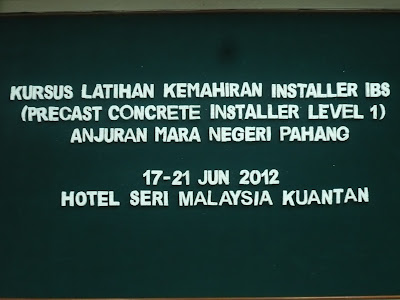 KURSUS LATIHAN KEMAHIRAN INSTALLER IBS
(PRECAST CONCRETE INSTALLER LEVEL 1)
ANJURAN MARA NEGERI PAHANG
17-21 JUN 2012
HOTEL SERI MALAYSIA KUANTAN